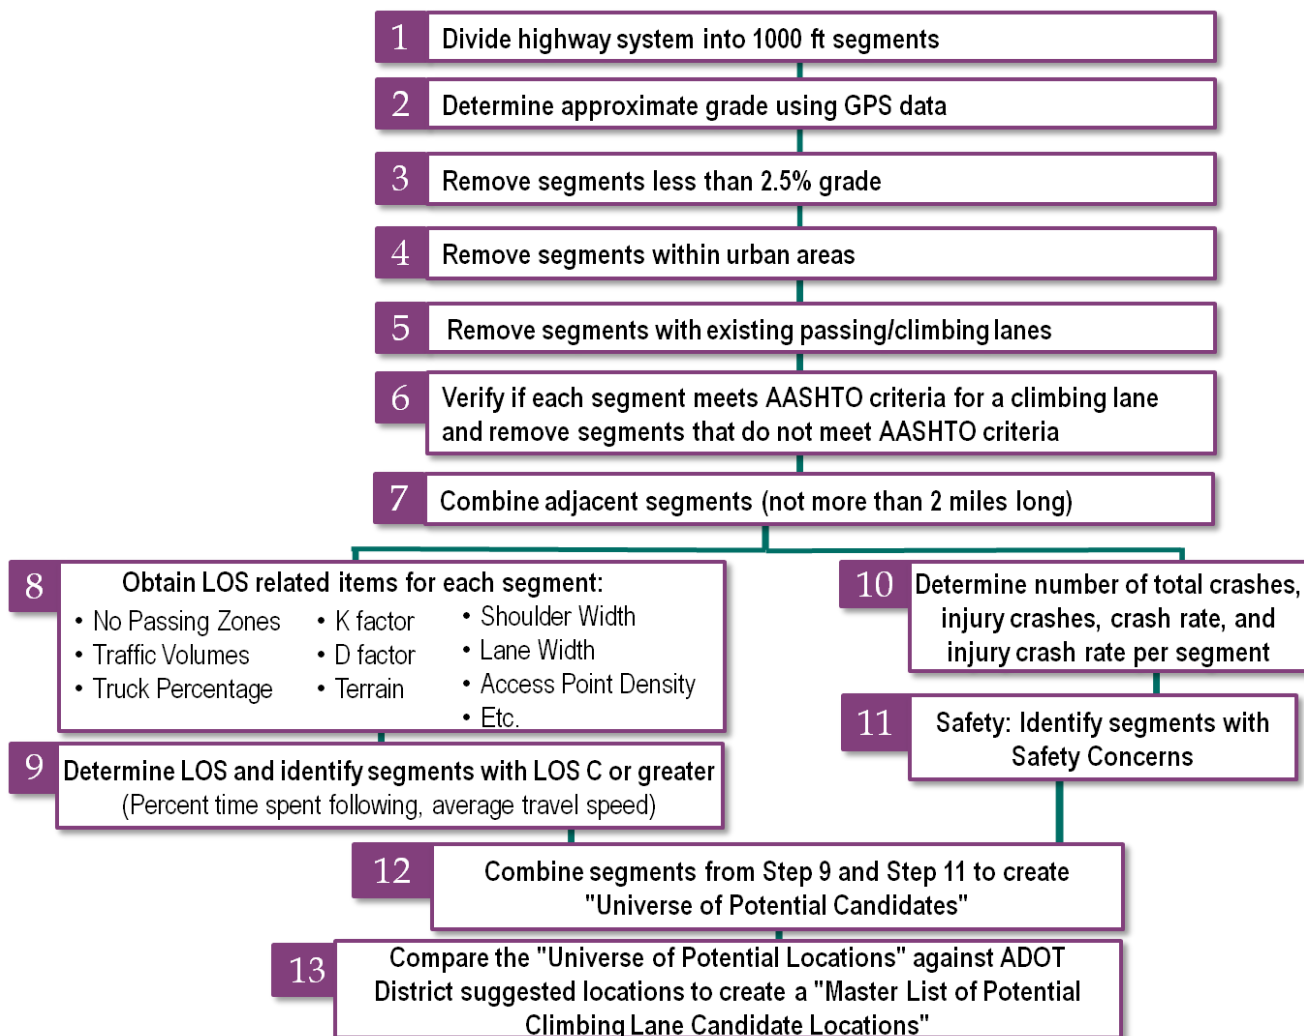 1 Divide highway system into 1000 ft segments
2 Determine approximate grade using GPS data
3 Remove segments less than 2.5% grade
4 Remove segments within urban areas
5 Remove segments with existing passing/climbing lanes
6 Verify if each segment meets AASHTO criteria for a climbing lane
and remove segments that do not meet AASHTO criteria
7 Combine adjacent segments (not more than 2 miles long)
8 Obtain LOS related items for each segment:
• No Passing Zones
• Traffic Volumes
• Truck Percentage
• K factor
• D factor
• Terrain
• Shoulder Width
• Lane Width
• Access Point Density
• Etc.
9 Determine LOS and identify segments with LOS C or greater
(Percent time spent following, average travel speed)
10 Determine number of total crashes,
injury crashes, crash rate, and
injury crash rate per segment
11 Safety: Identify segments with
Safety Concerns
12 Combine segments from Step 9 and Step 11 to create
"Universe of Potential Candidates"
13 Compare the "Universe of Potential Locations" against ADOT
District suggested locations to create a "Master List of Potential
Climbing Lane Candidate Locations"